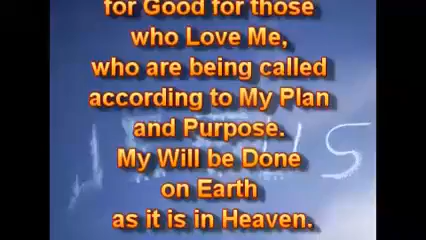 for Good for those
who Love Me,
who are being called
according to My Plan
and Purpose.
JESUS
My Will be Done
on Earth
as it is in Heaven.